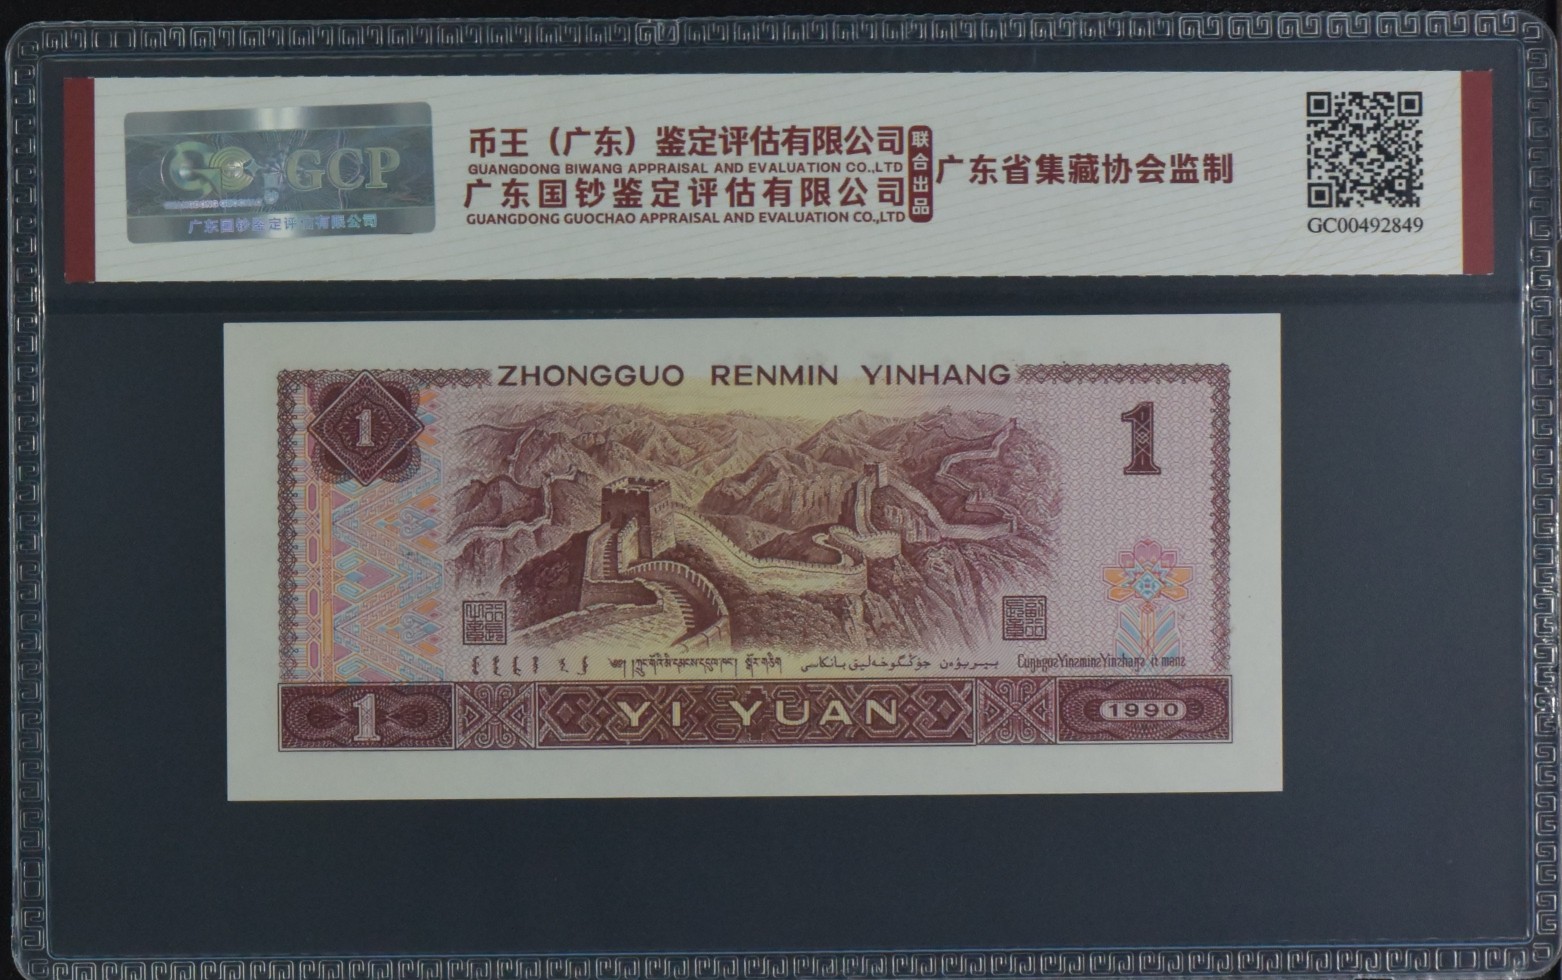 GCP
广东国钞鉴定评估有限公司
币王（广东）鉴定评估有限公司
GUANGDONG BIWANG APPRAISAL AND EVALUATION CO.,LTD
广东国钞鉴定评估有限公司
GUANGDONG GUOCHAO APPRAISAL AND EVALUATION CO.,LTD
联合出品
广东省集藏协会监制
GC00492849
ZHONGGUO RENMIN YINHANG
1
1
1
YI YUAN
1990